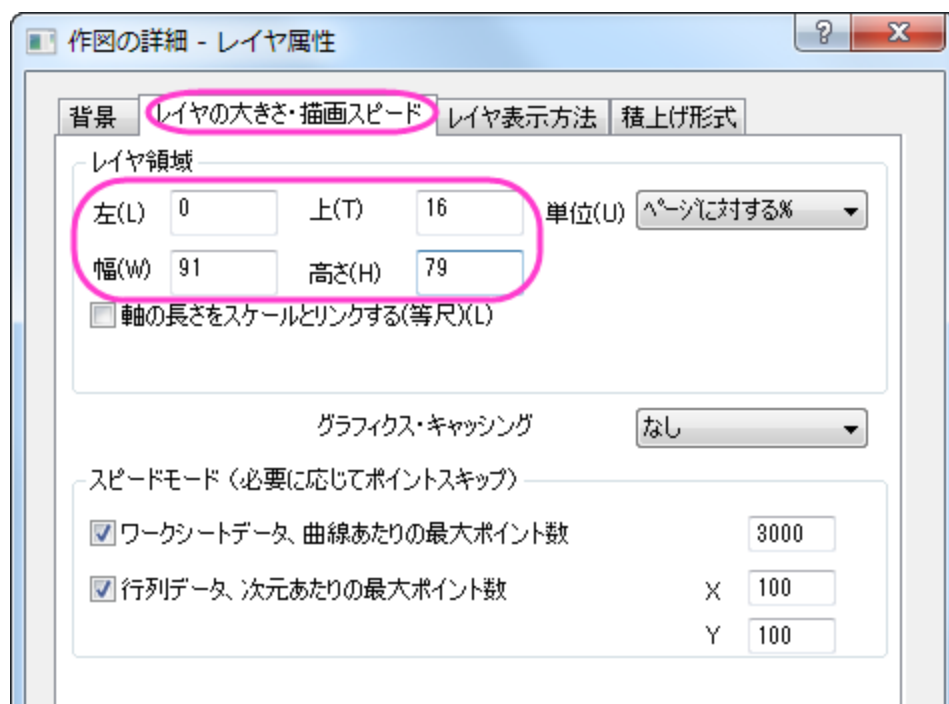 作図の詳細 - レイヤ属性
背景 レイヤの大きさ・描画スピード レイヤ表示方法 積上げ形式
レイヤ領域
左(L) 0 上(T) 16 単位(U) ページに対する%
幅(W) 91 高さ(H) 79
軸の長さをスケールとリンクする(等尺)(L)
グラフィクス・キャッシング なし
スピードモード（必要に応じてポイントスキップ）
ワークシートデータ、曲線あたりの最大ポイント数 3000
行列データ、次元あたりの最大ポイント数 X 100
Y 100